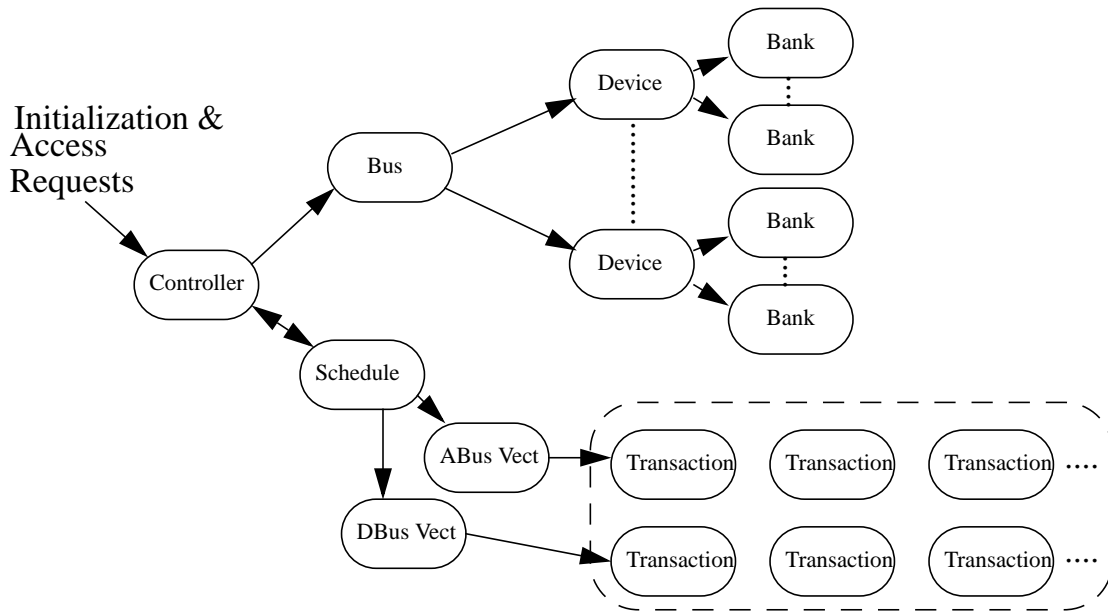 Initialization &
Access
Requests
Controller
Bus
Device
Bank
Bank
Device
Bank
Bank
Schedule
ABus Vect
DBus Vect
Transaction
Transaction
Transaction
....
Transaction
Transaction
Transaction
....